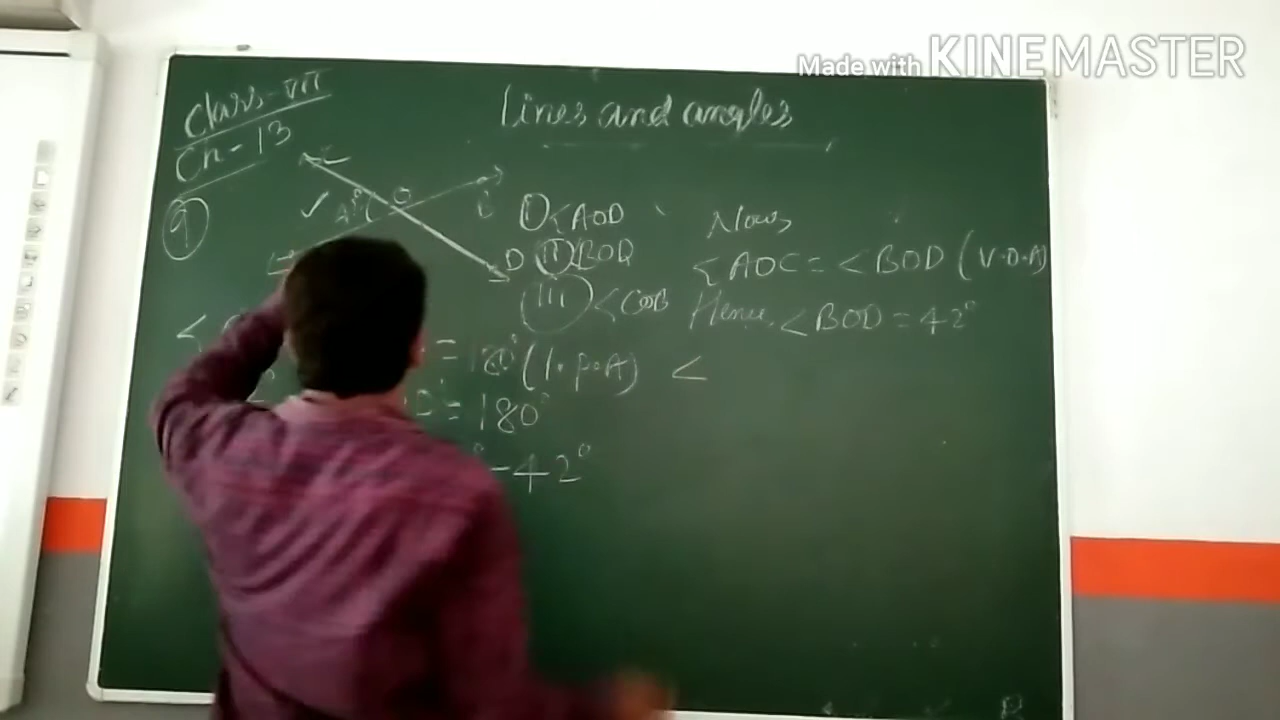 Made with KINEMASTER
Class-VII
Ch-13
Lines and angles
9
C
O
B
42°
D
I <AOD
II BOD
III <COB
= 180° (l.p.A)
D = 180°
° - 42°
Now,
<AOC = <BOD (V.O.A)
Hence, <BOD = 42°
<